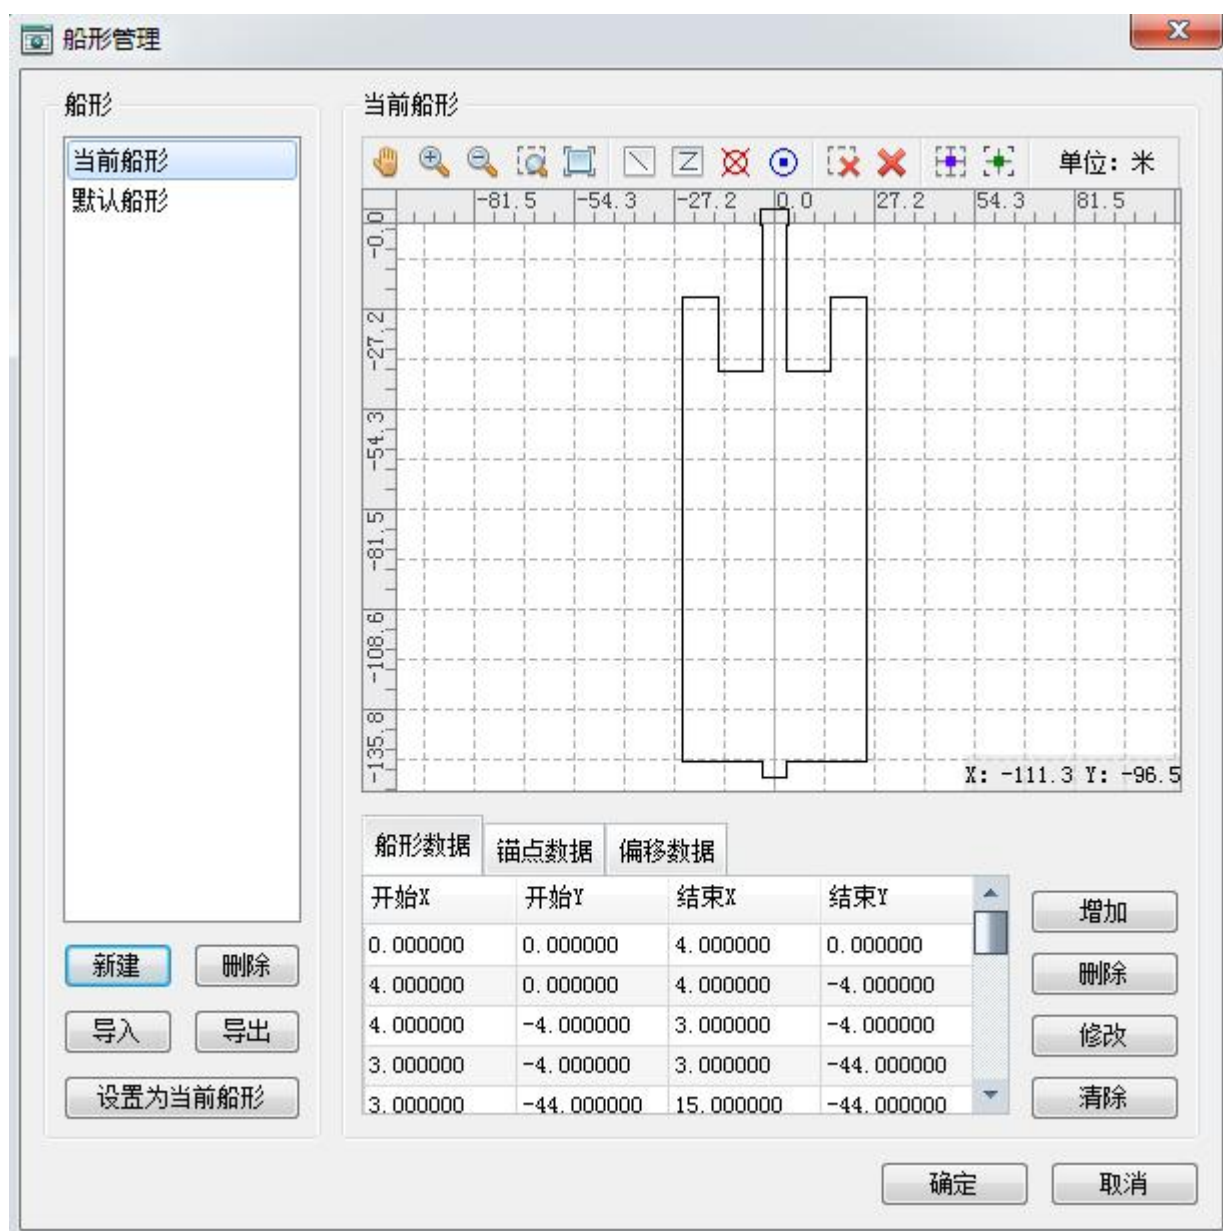 船形管理
船形
当前船形
默认船形
新建 删除
导入 导出
设置为当前船形
当前船形
单位: 米
-81.5 -54.3 -27.2 0.0 27.2 54.3 81.5
-0.0
-27.2
-54.3
-81.5
-108.6
-135.8
X: -111.3 Y: -96.5
船形数据 锚点数据 偏移数据
开始X 开始Y 结束X 结束Y
0.000000 0.000000 4.000000 0.000000
4.000000 0.000000 4.000000 -4.000000
4.000000 -4.000000 3.000000 -4.000000
3.000000 -4.000000 3.000000 -44.000000
3.000000 -44.000000 15.000000 -44.000000
增加
删除
修改
清除
确定 取消